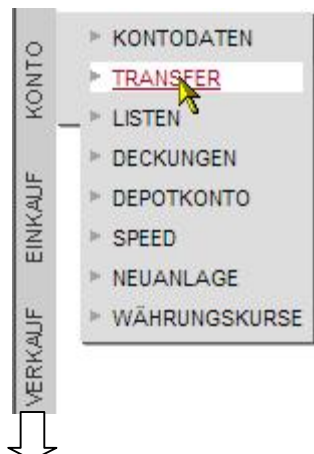 KONTO
EINKAUF
VERKAUF
KONTODATEN
TRANSFER
LISTEN
DECKUNGEN
DEPOTKONTO
SPEED
NEUANLAGE
WÄHRUNGSKURSE